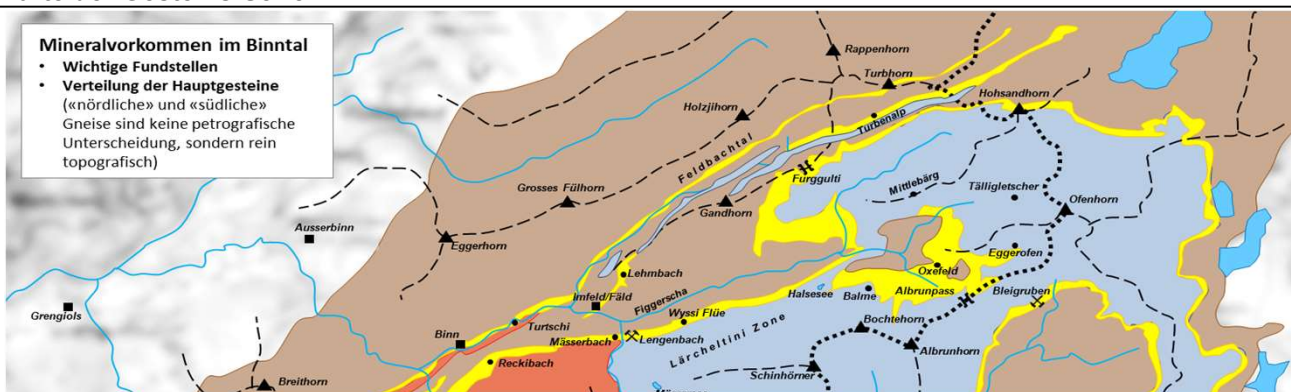 Mineralvorkommen im Binntal
• Wichtige Fundstellen
• Verteilung der Hauptgesteine
(«nördliche» und «südliche»
Gneise sind keine petrografische
Unterscheidung, sondern rein
topografisch)
Rappenhorn
Turbhorn
Hohsandhorn
Holzjihorn
Turbenalp
Feldbachtal
Furggulti
Mittlebärg
Tälligletscher
Grosses Fülhorn
Gandhorn
Ofenhorn
Ausserbinn
Eggerhorn
Eggerofen
Lehmbach
Oxefeld
Imfeld/Fäld
Figgerscha
Halsesee
Balme
Albrunpass
Bleigruben
Grengiols
Wyssi Flüe
Turtschi
Bochtehorn
Binn
Mässerbach
Lengenbach
Lärcheltini Zone
Albrunhorn
Reckibach
Schinhörner
Breithorn